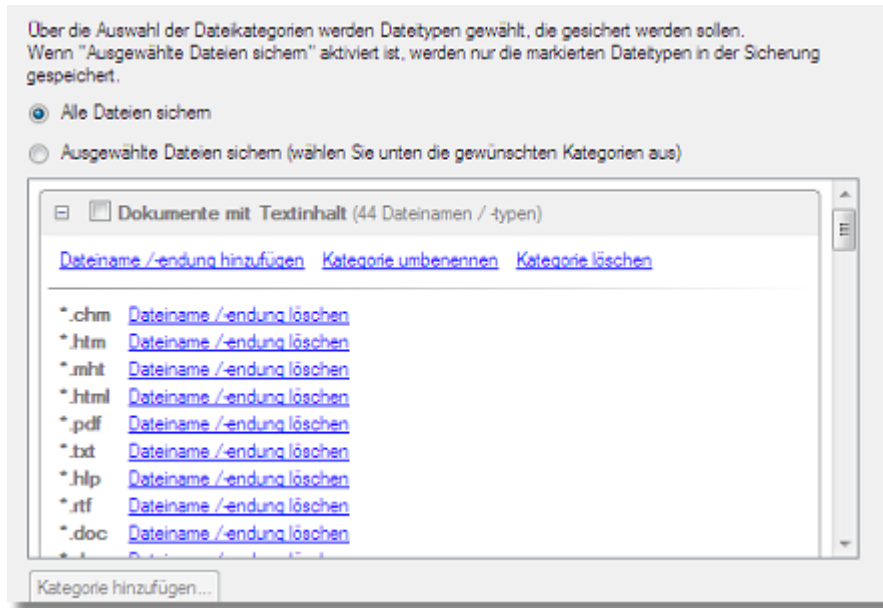 Über die Auswahl der Dateikategorien werden Dateitypen gewählt, die gesichert werden sollen.
Wenn "Ausgewählte Dateien sichern" aktiviert ist, werden nur die markierten Dateitypen in der Sicherung
gespeichert.
Alle Dateien sichern
Ausgewählte Dateien sichern (wählen Sie unten die gewünschten Kategorien aus)
Dokumente mit Textinhalt (44 Dateinamen / -typen)
Dateiname /-endung hinzufügen Kategorie umbenennen Kategorie löschen
*.chm Dateiname /-endung löschen
*.htm Dateiname /-endung löschen
*.mht Dateiname /-endung löschen
*.html Dateiname /-endung löschen
*.pdf Dateiname /-endung löschen
*.txt Dateiname /-endung löschen
*.hlp Dateiname /-endung löschen
*.rtf Dateiname /-endung löschen
*.doc Dateiname /-endung löschen
Kategorie hinzufügen...